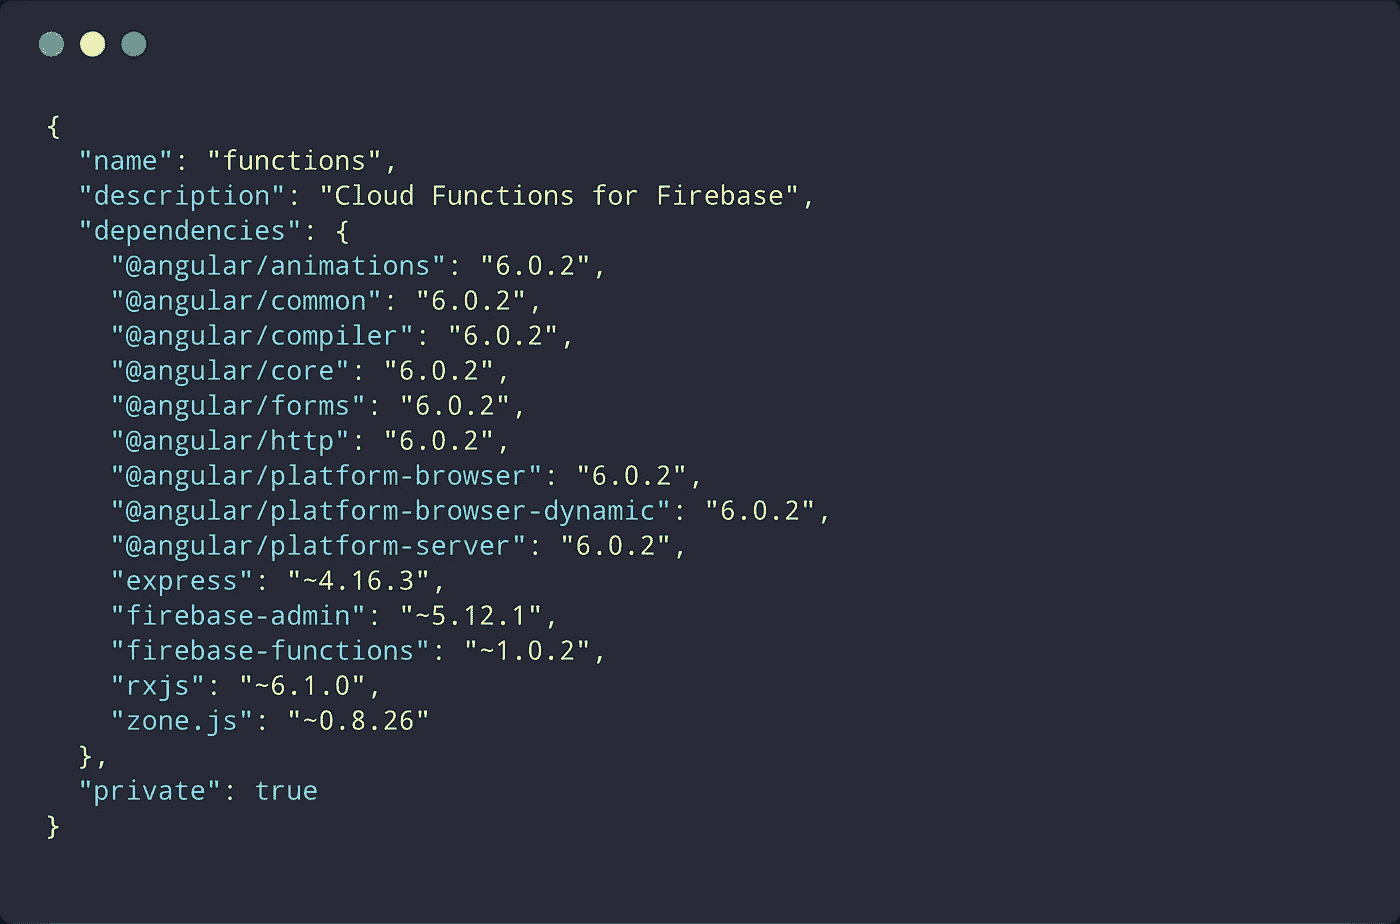 {
  "name": "functions",
  "description": "Cloud Functions for Firebase",
  "dependencies": {
    "@angular/animations": "6.0.2",
    "@angular/common": "6.0.2",
    "@angular/compiler": "6.0.2",
    "@angular/core": "6.0.2",
    "@angular/forms": "6.0.2",
    "@angular/http": "6.0.2",
    "@angular/platform-browser": "6.0.2",
    "@angular/platform-browser-dynamic": "6.0.2",
    "@angular/platform-server": "6.0.2",
    "express": "~4.16.3",
    "firebase-admin": "~5.12.1",
    "firebase-functions": "~1.0.2",
    "rxjs": "~6.1.0",
    "zone.js": "~0.8.26"
  },
  "private": true
}